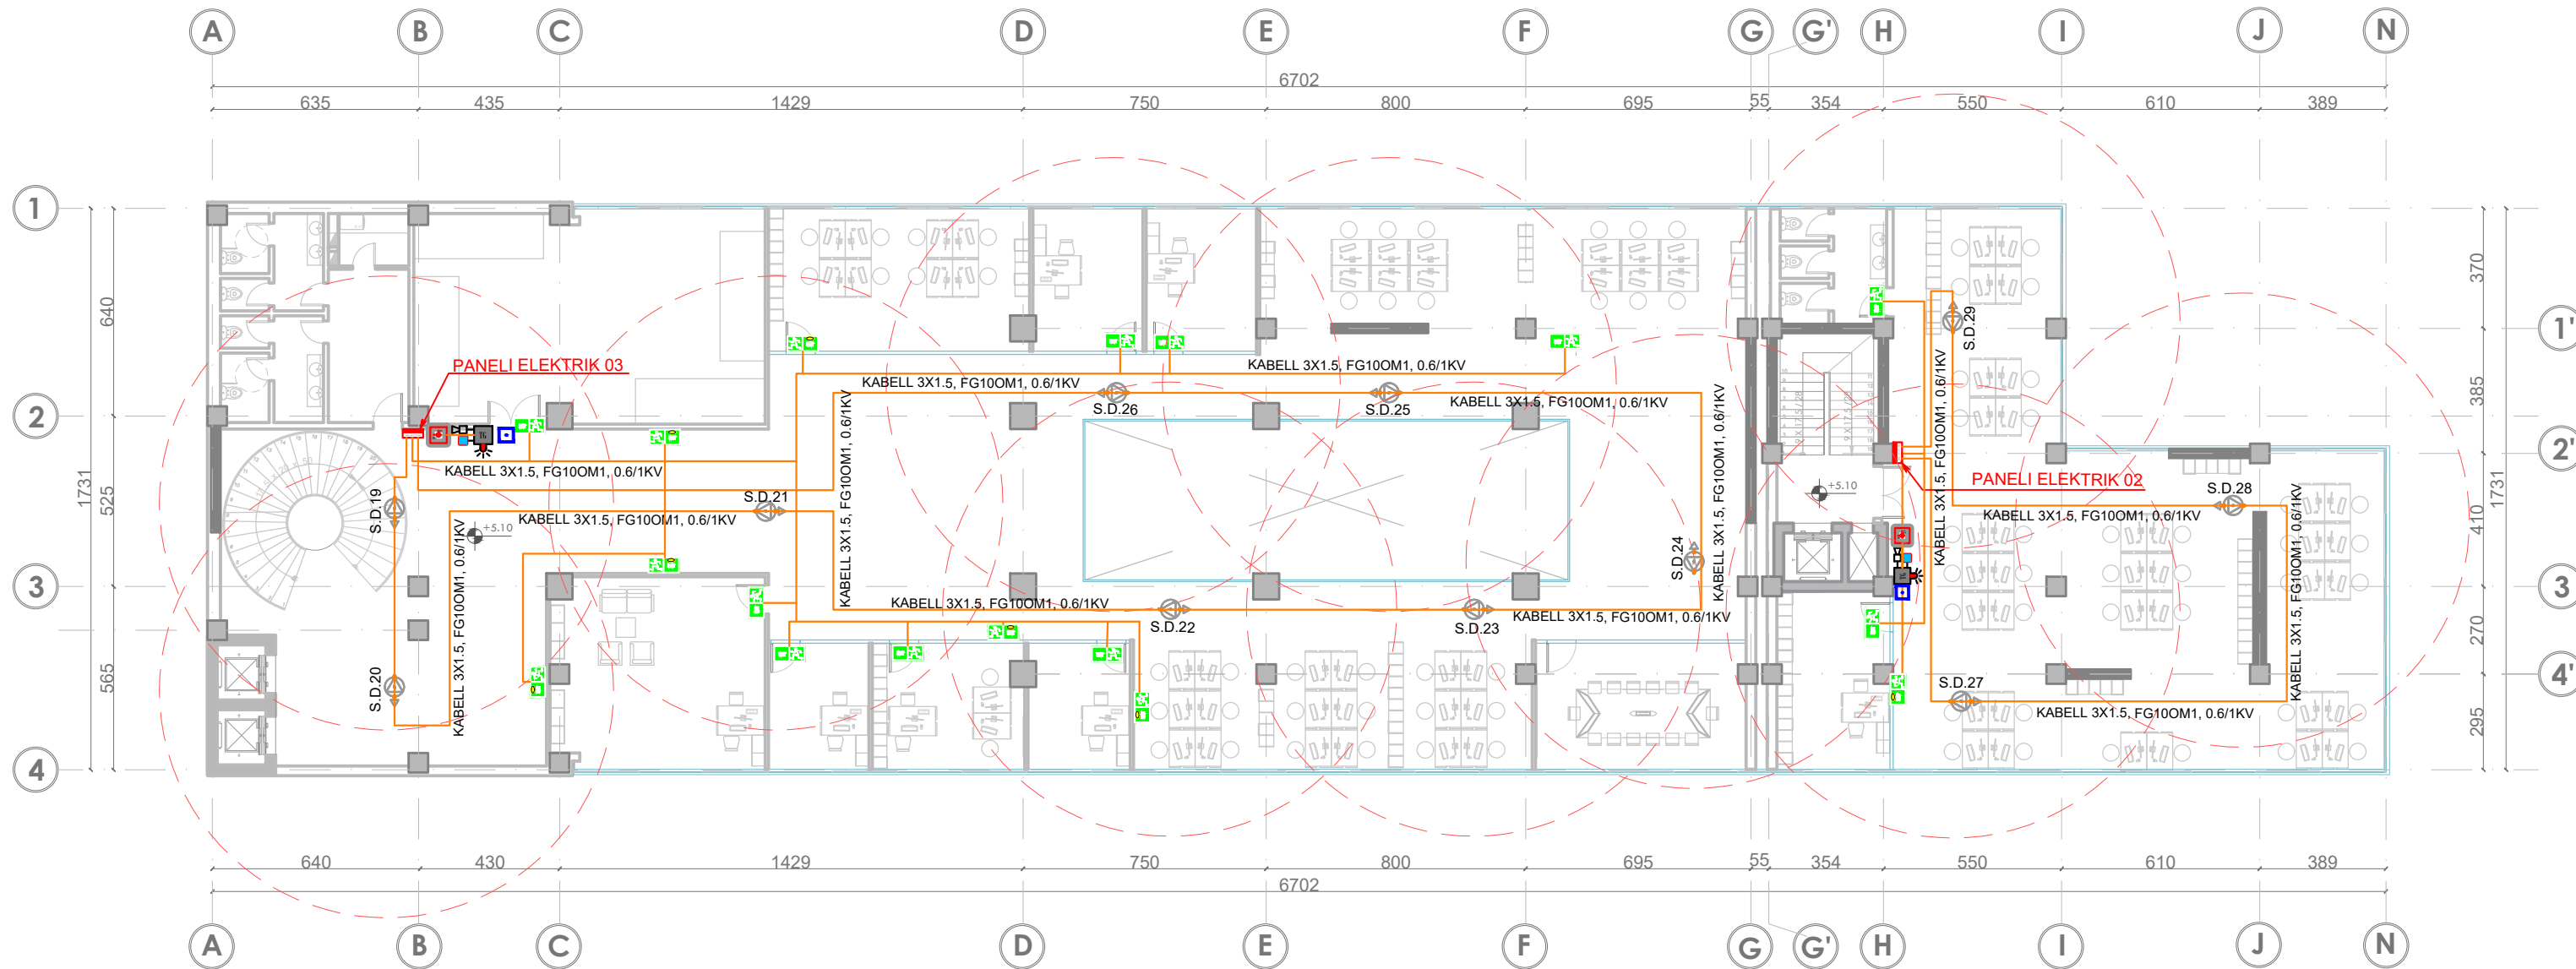 A B C D E F G G' H I J N
6702
635 435 1429 750 800 695 55 354 550 610 389
1
2
3
4
1731
640
525
565
1'
2'
3
4'
370
385
410
270
295
1731
PANELI ELEKTRIK 03
KABELL 3X1.5, FG10OM1, 0.6/1KV
KABELL 3X1.5, FG10OM1, 0.6/1KV
S.D.26
S.D.25
KABELL 3X1.5, FG10OM1, 0.6/1KV
KABELL 3X1.5, FG10OM1, 0.6/1KV
S.D.19
S.D.21
KABELL 3X1.5, FG10OM1, 0.6/1KV
+5.10
KABELL 3X1.5, FG10OM1, 0.6/1KV
KABELL 3X1.5, FG10OM1, 0.6/1KV
S.D.20
KABELL 3X1.5, FG10OM1, 0.6/1KV
S.D.22
S.D.23
KABELL 3X1.5, FG10OM1, 0.6/1KV
S.D.24
KABELL 3X1.5, FG10OM1, 0.6/1KV
S.D.29
KABELL 3X1.5, FG10OM1, 0.6/1KV
9 X 17.5 / 28
+5.10
PANELI ELEKTRIK 02
S.D.28
KABELL 3X1.5, FG10OM1, 0.6/1KV
KABELL 3X1.5, FG10OM1, 0.6/1KV
S.D.27
KABELL 3X1.5, FG10OM1, 0.6/1KV
640 430 1429 750 800 695 55 354 550 610 389
6702
A B C D E F G G' H I J N